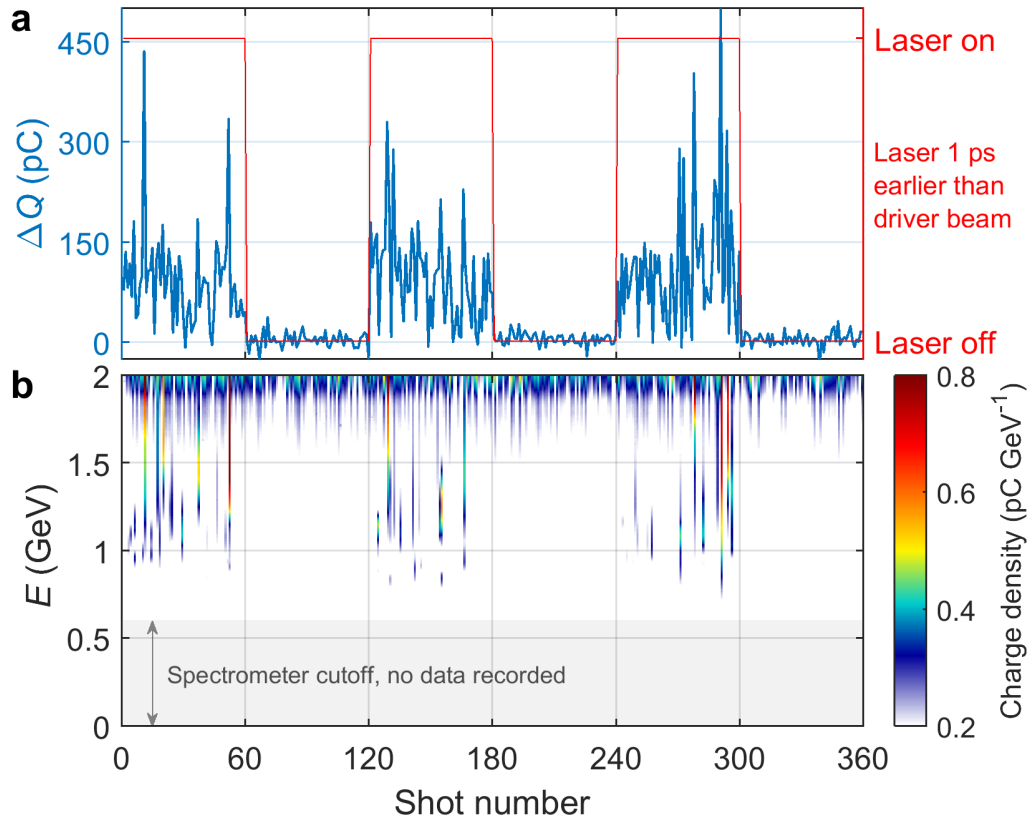 a
450
300
150
0
ΔQ (pC)
Laser on
Laser 1 ps
earlier than
driver beam
Laser off
b
2
1.5
1
0.5
0
E (GeV)
Spectrometer cutoff, no data recorded
0 60 120 180 240 300 360
Shot number
0.8
0.6
0.4
0.2
Charge density (pC GeV⁻¹)